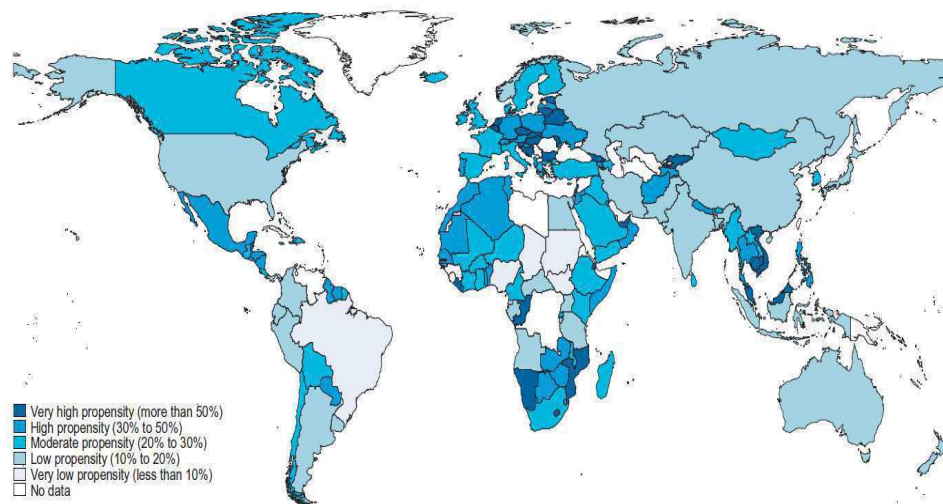 Very high propensity (more than 50%)
High propensity (30% to 50%)
Moderate propensity (20% to 30%)
Low propensity (10% to 20%)
Very low propensity (less than 10%)
No data